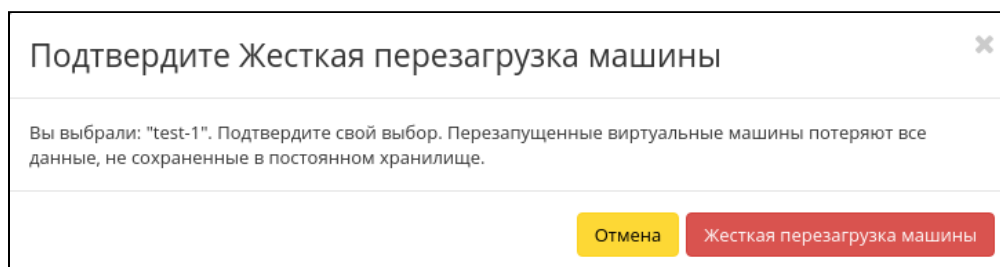 Подтвердите Жесткая перезагрузка машины
Вы выбрали: "test-1". Подтвердите свой выбор. Перезапущенные виртуальные машины потеряют все
данные, не сохраненные в постоянном хранилище.
Отмена
Жесткая перезагрузка машины